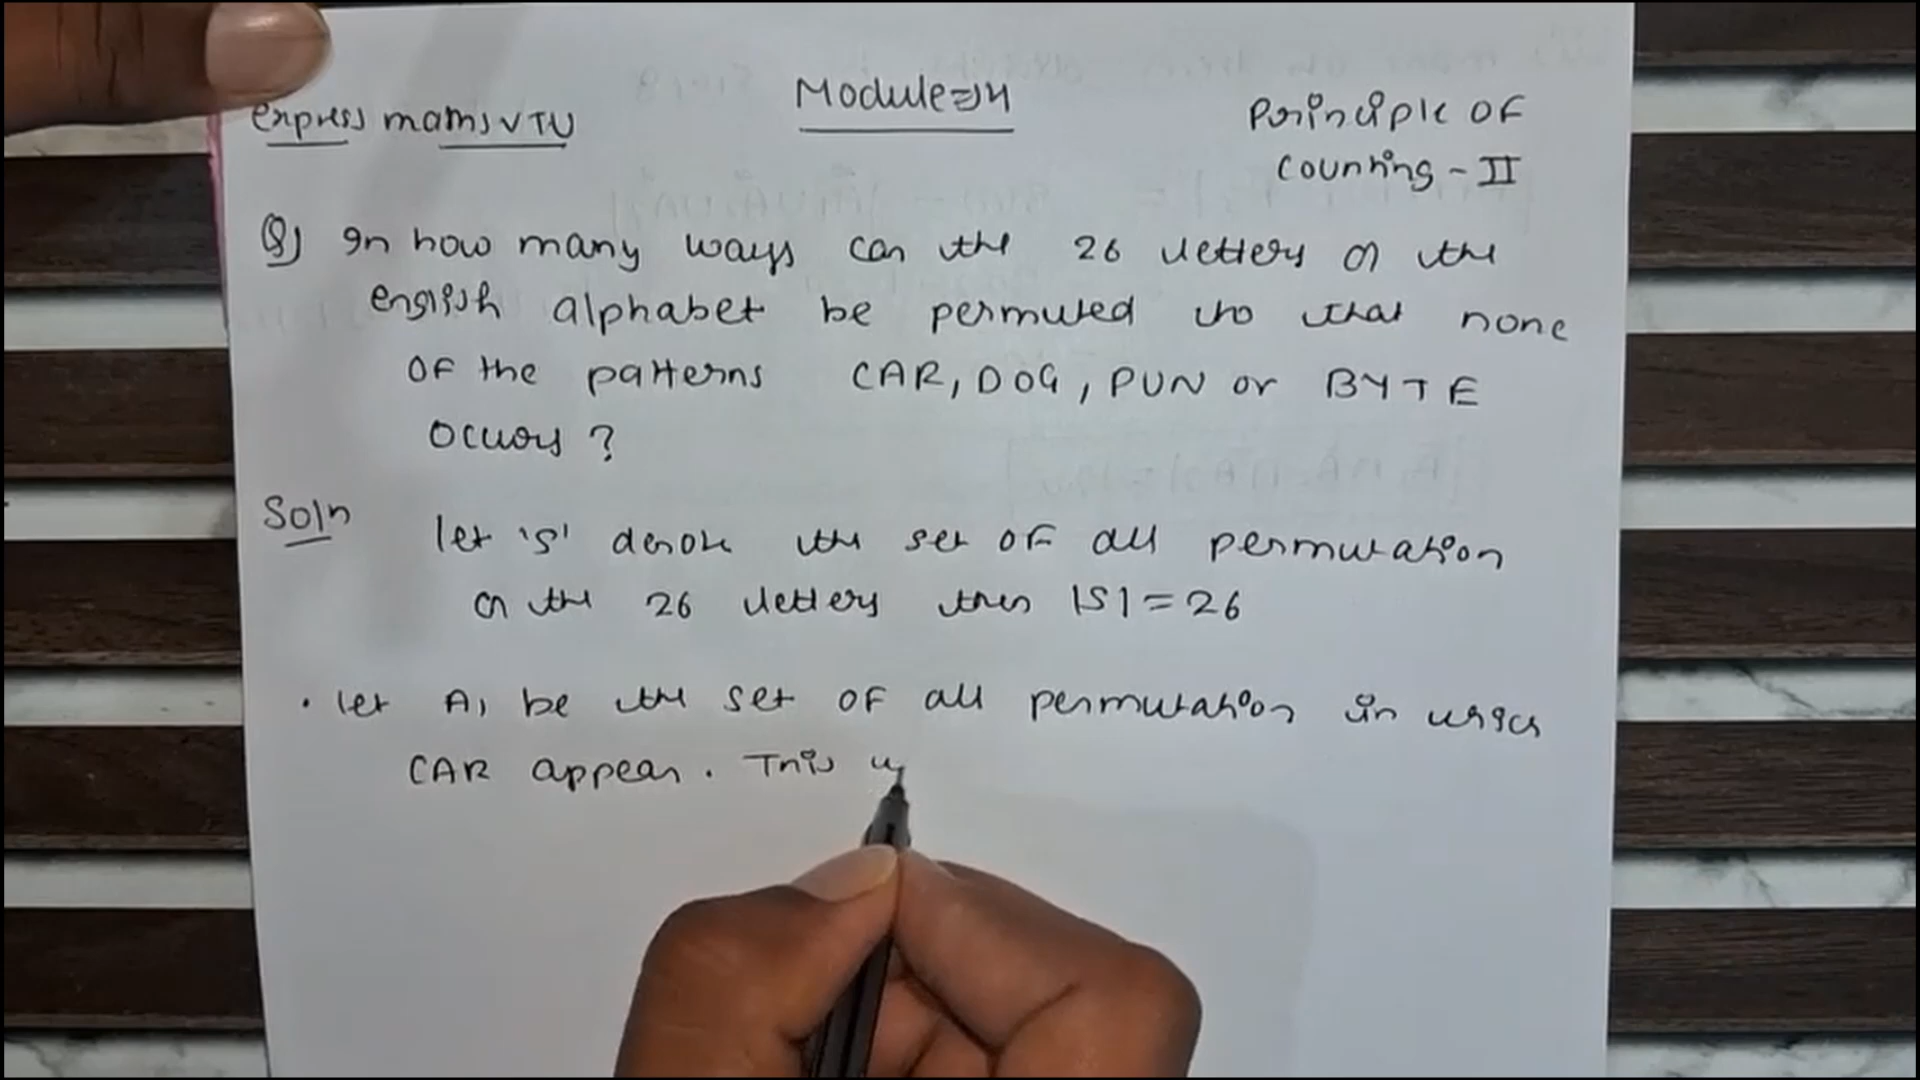 express maths VTU
Module⇒4
Principle OF
Counting - II
Q) In how many ways can the 26 letters of the
english alphabet be permuted so that none
OF the patterns CAR, DOG, PUN or BYTE
Occurs ?
Soln
let 'S' denote the set OF all permutation
of the 26 letters then |S| = 26
• let A1 be the set OF all permutation in which
CAR appear. This